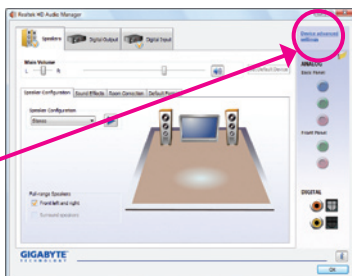 Realtek HD Audio Manager
Speakers
Digital Output
Digital Input
Device advanced
settings
Main Volume
L
R
Set Default Device
ANALOG
Back Panel
Speaker Configuration
Sound Effects
Room Correction
Default Format
Speaker Configuration
Stereo
Front Panel
Full-range Speakers
Front left and right
Surround speakers
DIGITAL
GIGABYTE
TECHNOLOGY
OK